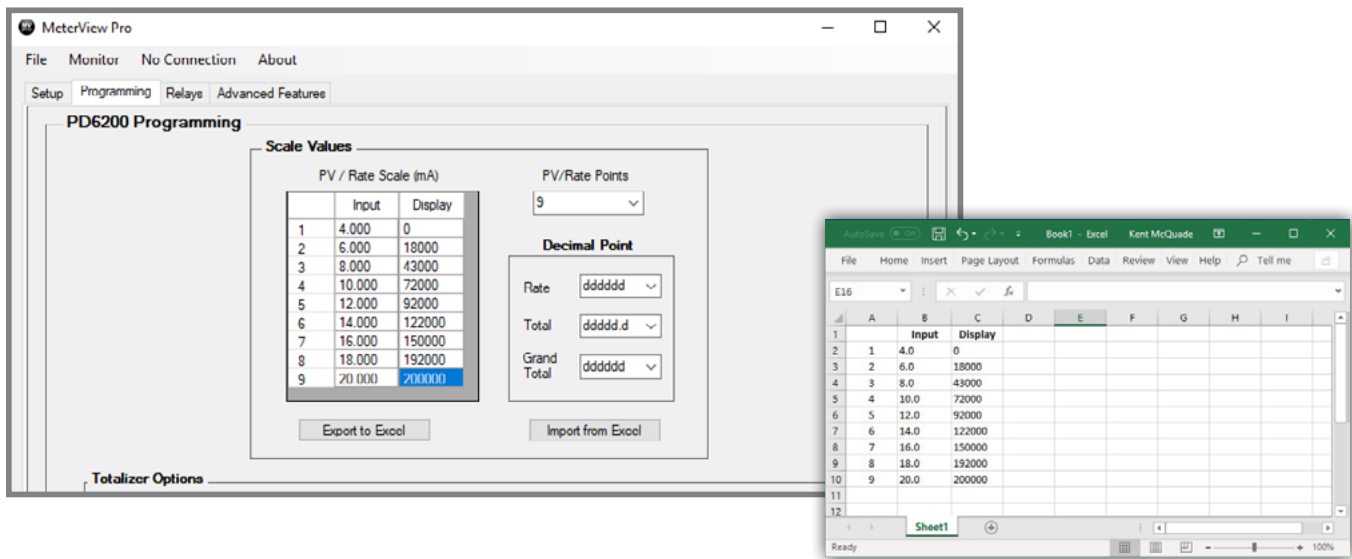 MeterView Pro
File Monitor No Connection About
Setup Programming Relays Advanced Features
PD6200 Programming
Scale Values
PV / Rate Scale (mA)
Input Display
1 4.000 0
2 6.000 18000
3 8.000 43000
4 10.000 72000
5 12.000 92000
6 14.000 122000
7 16.000 150000
8 18.000 192000
9 20.000 200000
PV/Rate Points
9
Decimal Point
Rate dddddd
Total ddddd.d
Grand Total dddddd
Export to Excel
Import from Excel
Totalizer Options
AutoSave Off Book1 - Excel Kent McQuade
File Home Insert Page Layout Formulas Data Review View Help Tell me
E16 fx
A B C D E F G H I
1 Input Display
2 1 4.0 0
3 2 6.0 18000
4 3 8.0 43000
5 4 10.0 72000
6 5 12.0 92000
7 6 14.0 122000
8 7 16.0 150000
9 8 18.0 192000
10 9 20.0 200000
11
12
Sheet1
Ready 100%